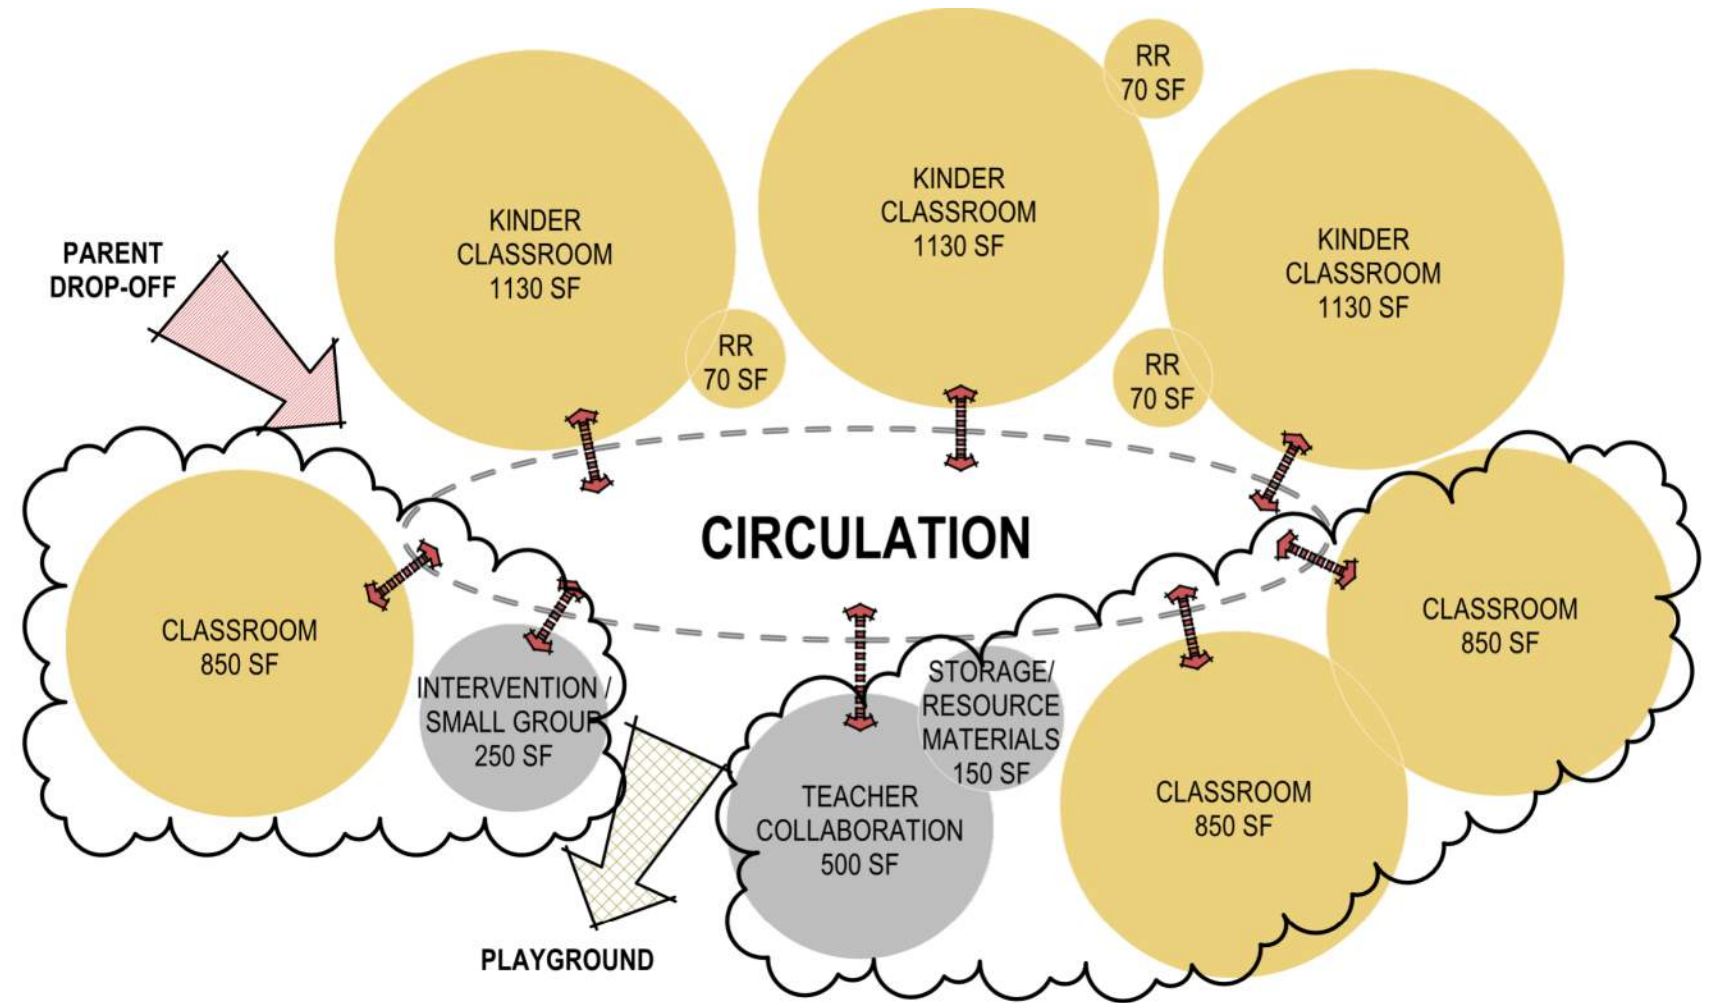 RR
70 SF
KINDER
CLASSROOM
1130 SF
KINDER
CLASSROOM
1130 SF
KINDER
CLASSROOM
1130 SF
PARENT
DROP-OFF
RR
70 SF
RR
70 SF
CIRCULATION
CLASSROOM
850 SF
INTERVENTION /
SMALL GROUP
250 SF
STORAGE/
RESOURCE
MATERIALS
150 SF
CLASSROOM
850 SF
TEACHER
COLLABORATION
500 SF
CLASSROOM
850 SF
PLAYGROUND